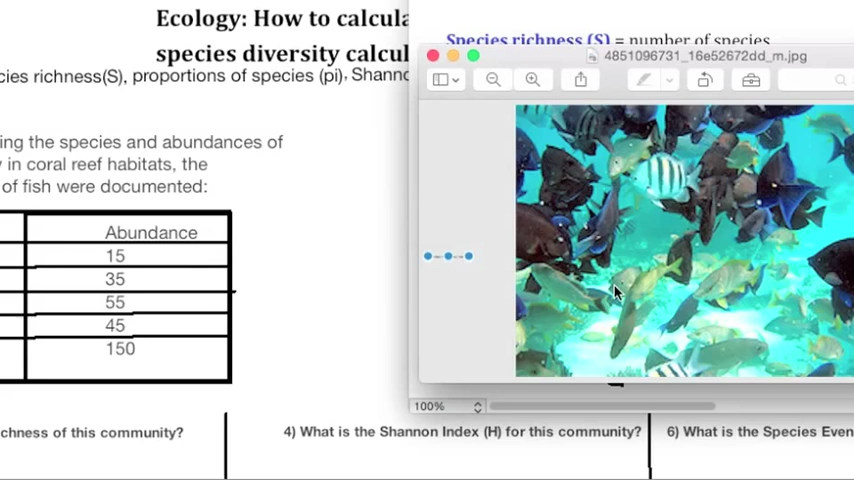 Ecology: How to calcula
species diversity calcul
cies richness(S), proportions of species (pi), Shannc
Species richness (S) = number of species
4851096731_16e52672dd_m.jpg
ing the species and abundances of
in coral reef habitats, the
of fish were documented:
Abundance
15
35
55
45
150
100%
chness of this community?
4) What is the Shannon Index (H) for this community?
6) What is the Species Even